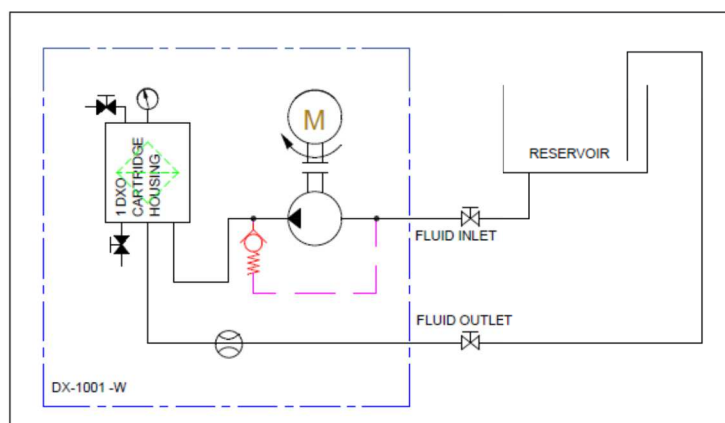 M
1 DXO
CARTRIDGE
HOUSING
RESERVOIR
FLUID INLET
FLUID OUTLET
DX-1001 -W